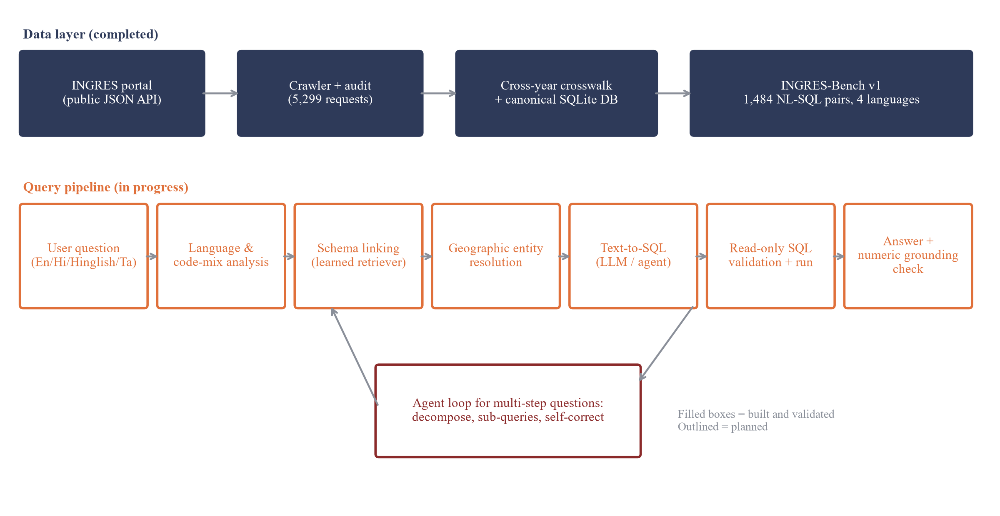 Data layer (completed)
INGRES portal
(public JSON API)
Crawler + audit
(5,299 requests)
Cross-year crosswalk
+ canonical SQLite DB
INGRES-Bench v1
1,484 NL-SQL pairs, 4 languages
Query pipeline (in progress)
User question
(En/Hi/Hinglish/Ta)
Language &
code-mix analysis
Schema linking
(learned retriever)
Geographic entity
resolution
Text-to-SQL
(LLM / agent)
Read-only SQL
validation + run
Answer +
numeric grounding
check
Agent loop for multi-step questions:
decompose, sub-queries, self-correct
Filled boxes = built and validated
Outlined = planned